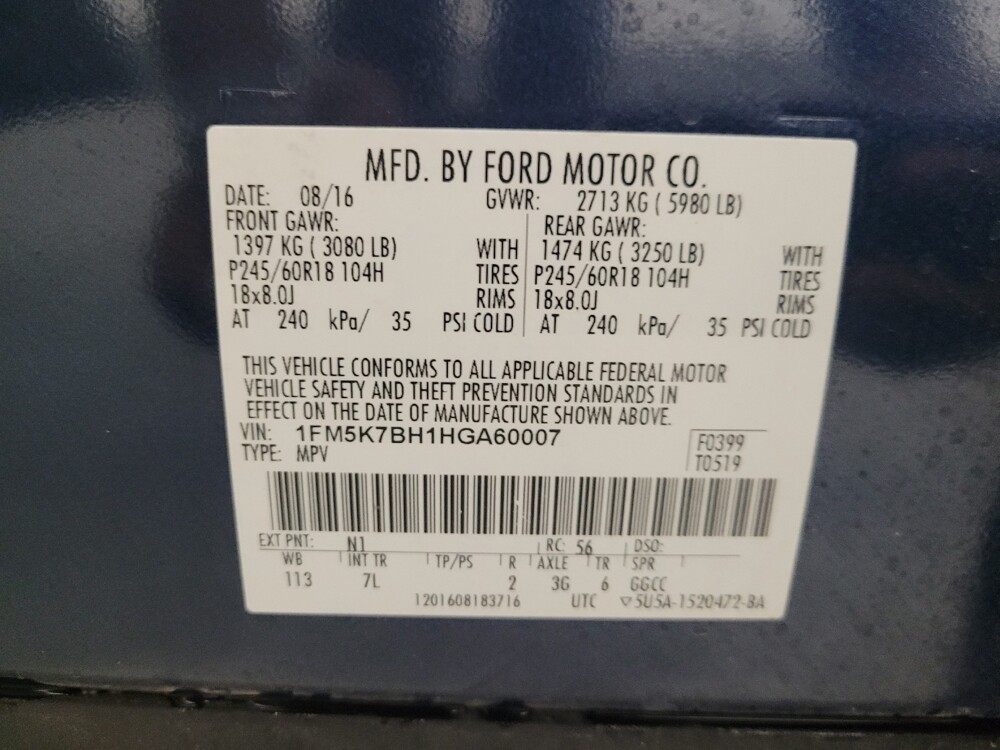 MFD. BY FORD MOTOR CO.
DATE: 08/16 GVWR: 2713 KG ( 5980 LB)
FRONT GAWR: REAR GAWR:
1397 KG ( 3080 LB) WITH 1474 KG ( 3250 LB) WITH
P245/60R18 104H TIRES P245/60R18 104H TIRES
18x8.0J RIMS 18x8.0J RIMS
AT 240 kPa/ 35 PSI COLD AT 240 kPa/ 35 PSI COLD
THIS VEHICLE CONFORMS TO ALL APPLICABLE FEDERAL MOTOR
VEHICLE SAFETY AND THEFT PREVENTION STANDARDS IN
EFFECT ON THE DATE OF MANUFACTURE SHOWN ABOVE.
VIN: 1FM5K7BH1HGA60007 F0399
TYPE: MPV T0519
EXT PNT: N1 RC: 56 DSO:
WB INT TR TP/PS R AXLE TR SPR
113 7L 2 3G 6 GGCC
1201608183716 UTC ▽5U5A-1520472-BA